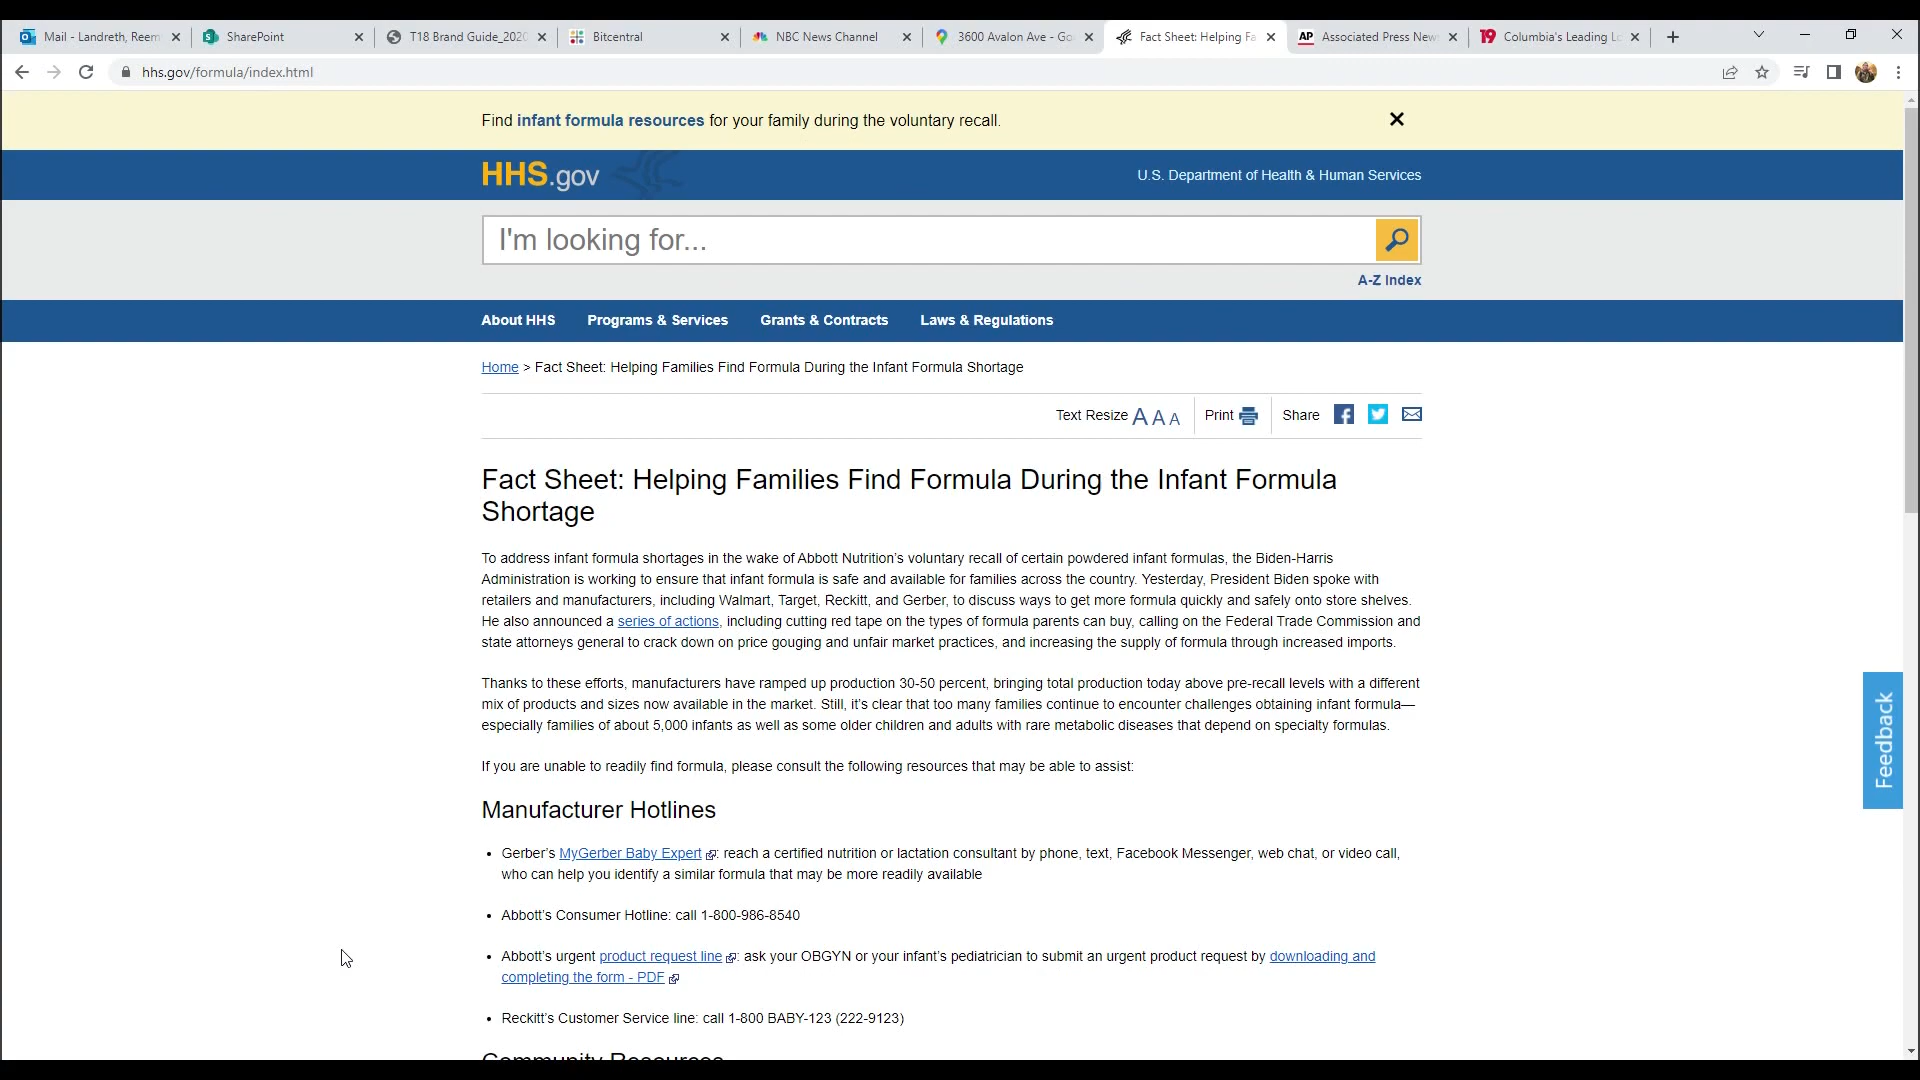 Mail - Landreth, Reem
SharePoint
T18 Brand Guide_2020
Bitcentral
NBC News Channel
3600 Avalon Ave - Go
Fact Sheet: Helping Fa
AP Associated Press New
19 Columbia's Leading Lo
hhs.gov/formula/index.html
Find infant formula resources for your family during the voluntary recall.
HHS.gov
U.S. Department of Health & Human Services
I'm looking for...
A-Z Index
About HHS
Programs & Services
Grants & Contracts
Laws & Regulations
Home > Fact Sheet: Helping Families Find Formula During the Infant Formula Shortage
Text Resize A A A
Print
Share
Fact Sheet: Helping Families Find Formula During the Infant Formula
Shortage
To address infant formula shortages in the wake of Abbott Nutrition's voluntary recall of certain powdered infant formulas, the Biden-Harris
Administration is working to ensure that infant formula is safe and available for families across the country. Yesterday, President Biden spoke with
retailers and manufacturers, including Walmart, Target, Reckitt, and Gerber, to discuss ways to get more formula quickly and safely onto store shelves.
He also announced a series of actions, including cutting red tape on the types of formula parents can buy, calling on the Federal Trade Commission and
state attorneys general to crack down on price gouging and unfair market practices, and increasing the supply of formula through increased imports.
Thanks to these efforts, manufacturers have ramped up production 30-50 percent, bringing total production today above pre-recall levels with a different
mix of products and sizes now available in the market. Still, it's clear that too many families continue to encounter challenges obtaining infant formula—
especially families of about 5,000 infants as well as some older children and adults with rare metabolic diseases that depend on specialty formulas.
If you are unable to readily find formula, please consult the following resources that may be able to assist:
Manufacturer Hotlines
• Gerber's MyGerber Baby Expert : reach a certified nutrition or lactation consultant by phone, text, Facebook Messenger, web chat, or video call,
who can help you identify a similar formula that may be more readily available
• Abbott's Consumer Hotline: call 1-800-986-8540
• Abbott's urgent product request line : ask your OBGYN or your infant's pediatrician to submit an urgent product request by downloading and
completing the form - PDF
• Reckitt's Customer Service line: call 1-800 BABY-123 (222-9123)
Community Resources
Feedback